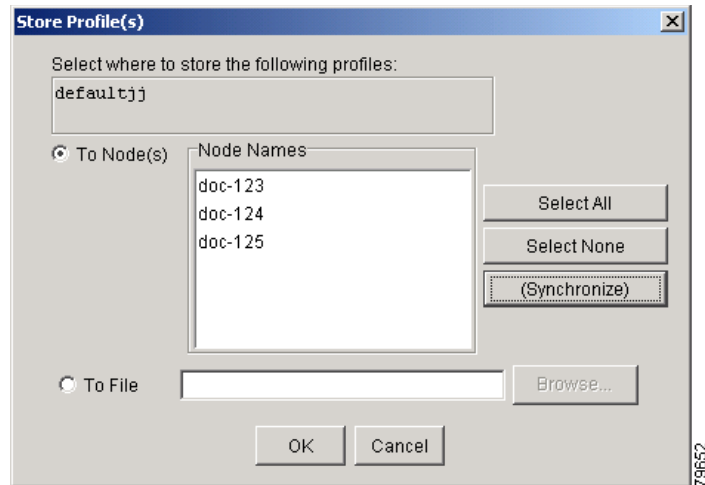 Store Profile(s)
Select where to store the following profiles:
defaultjj
To Node(s)
Node Names
doc-123
doc-124
doc-125
Select All
Select None
(Synchronize)
To File
Browse...
OK
Cancel
79652